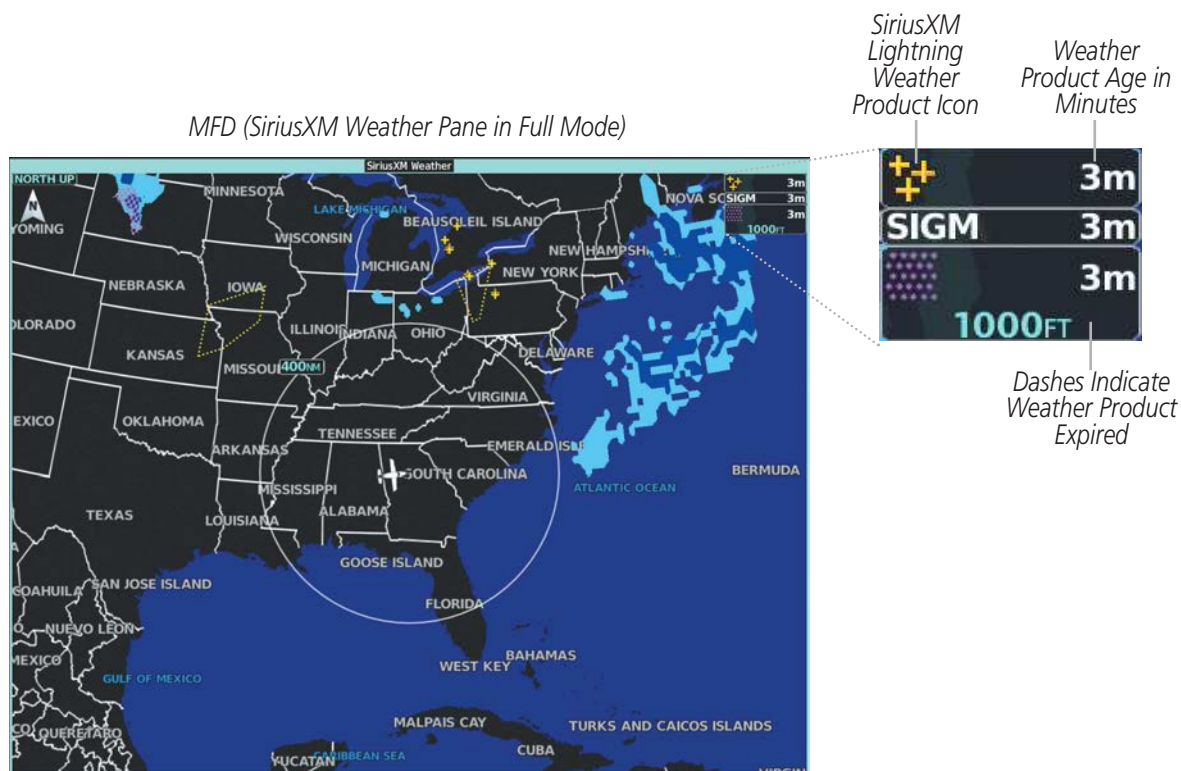 SiriusXM
Lightning
Weather
Product Icon
Weather
Product Age in
Minutes
MFD (SiriusXM Weather Pane in Full Mode)
SiriusXM Weather
NORTH UP
N
3m
SIGM 3m
3m
1000FT
3m
SIGM 3m
3m
1000FT
Dashes Indicate
Weather Product
Expired
MINNESOTA
NOVA SC
LAKE MICHIGAN
BEAUSOLEIL ISLAND
YOMING
WISCONSIN
NEW HAMPSH
MICHIGAN
NEW YORK
NEBRASKA
IOWA
OLORADO
ILLINOI
INDIANA
OHIO
KANSAS
DELAWARE
MISSOU
400NM
VIRGINIA
EXICO
OKLAHOMA
TENNESSEE
ARKANSAS
EMERALD ISL
SOUTH CAROLINA
BERMUDA
ATLANTIC OCEAN
MISSISSIPPI
ALABAMA
TEXAS
LOUISIANA
GOOSE ISLAND
COAHUILA
SAN JOSE ISLAND
FLORIDA
NUEVO LEON
MEXICO
BAHAMAS
WEST KEY
GULF OF MEXICO
MALPAIS CAY
TURKS AND CAICOS ISLANDS
QUERETARO
CUBA
YUCATAN
CARIBBEAN SEA
VIRGIN